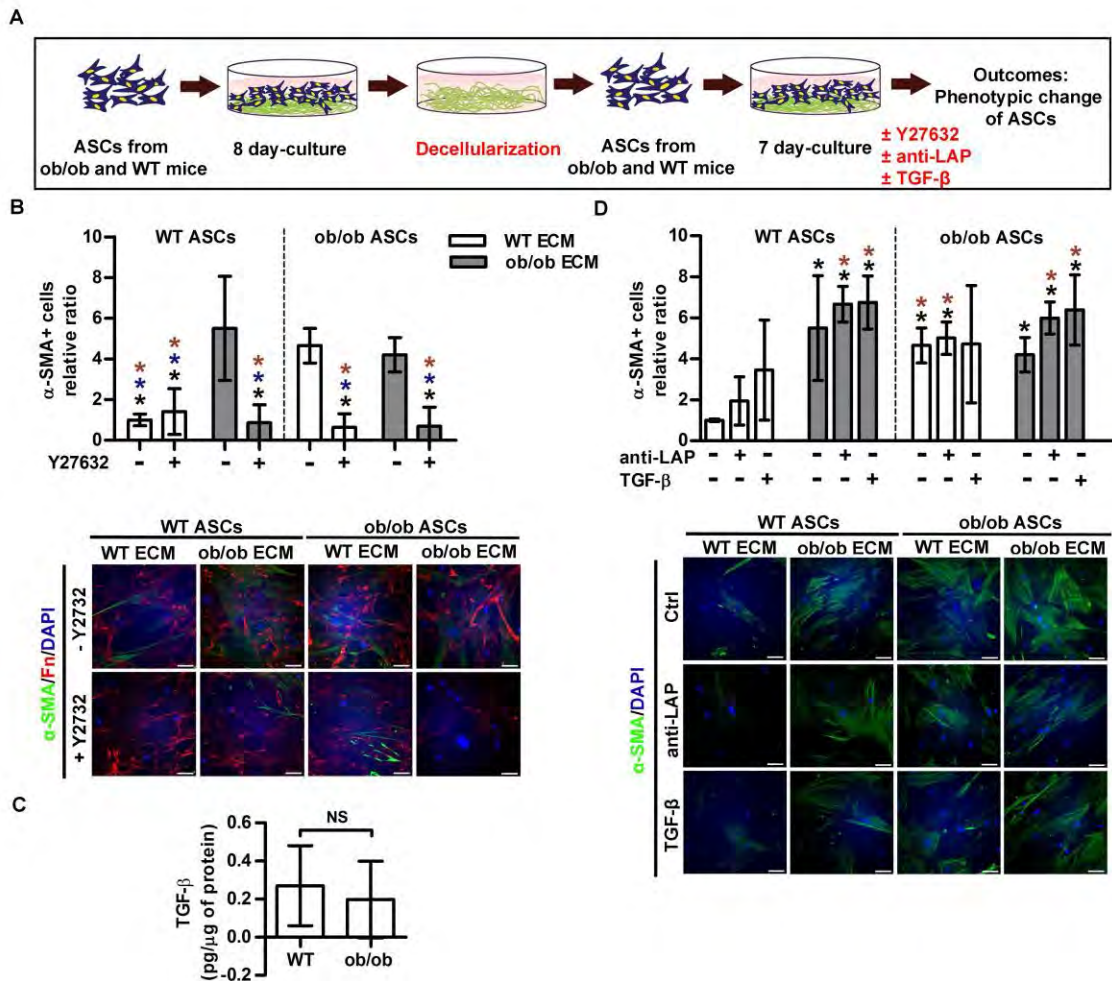 A
ASCs from
ob/ob and WT mice
8 day-culture
Decellularization
ASCs from
ob/ob and WT mice
7 day-culture
± Y27632
± anti-LAP
± TGF-β
Outcomes:
Phenotypic change
of ASCs
B
WT ASCs
ob/ob ASCs
WT ECM
ob/ob ECM
α-SMA+ cells
relative ratio
10
8
6
4
2
0
* * * * * *
* * * * * *
* * * * * *
Y27632 - + - + - + - +
WT ASCs ob/ob ASCs
WT ECM ob/ob ECM WT ECM ob/ob ECM
α-SMA/Fn/DAPI
- Y2732
+ Y2732
C
TGF-β
(pg/μg of protein)
0.6
0.4
0.2
0.0
-0.2
NS
WT ob/ob
D
WT ASCs
ob/ob ASCs
α-SMA+ cells
relative ratio
10
8
6
4
2
0
* * * * * *
* * * * * * * *
anti-LAP - + - - + - - + - - + -
TGF-β - - + - - + - - + - - +
WT ASCs ob/ob ASCs
WT ECM ob/ob ECM WT ECM ob/ob ECM
α-SMA/DAPI
Ctrl
anti-LAP
TGF-β